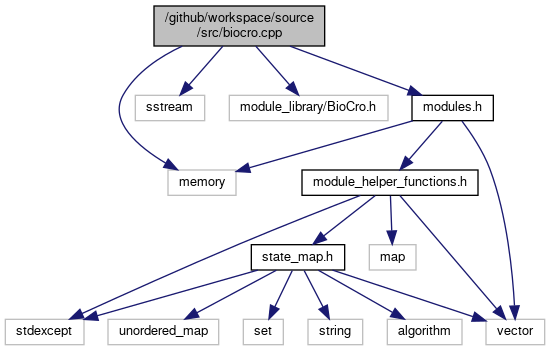 /github/workspace/source
/src/biocro.cpp
sstream
module_library/BioCro.h
modules.h
memory
module_helper_functions.h
state_map.h
map
stdexcept
unordered_map
set
string
algorithm
vector